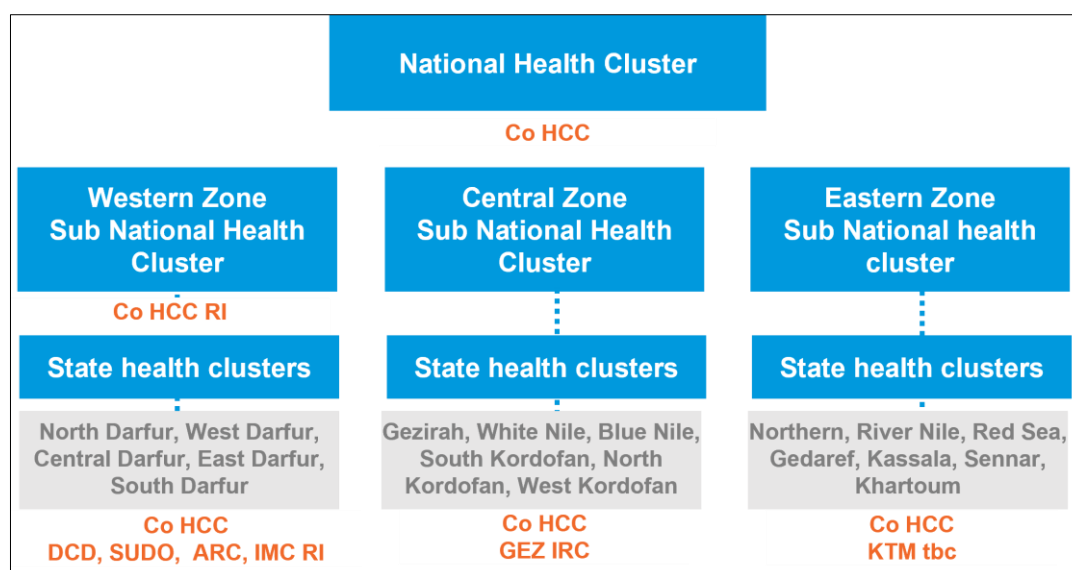 National Health Cluster
Co HCC
Western Zone
Sub National Health
Cluster
Co HCC RI
State health clusters
North Darfur, West Darfur,
Central Darfur, East Darfur,
South Darfur
Co HCC
DCD, SUDO, ARC, IMC RI
Central Zone
Sub National Health
Cluster
State health clusters
Gezirah, White Nile, Blue Nile,
South Kordofan, North
Kordofan, West Kordofan
Co HCC
GEZ IRC
Eastern Zone
Sub National health
cluster
State health clusters
Northern, River Nile, Red Sea,
Gedaref, Kassala, Sennar,
Khartoum
Co HCC
KTM tbc